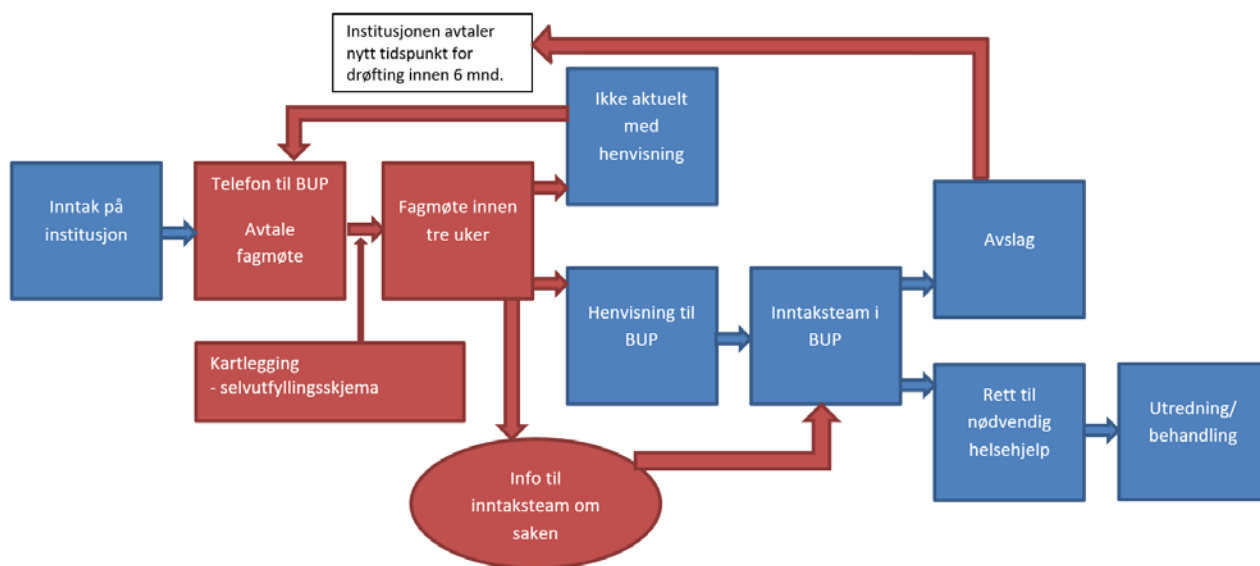 Institusjonen avtaler
nytt tidspunkt for
drøfting innen 6 mnd.
Ikke aktuelt
med
henvisning
Inntak på
institusjon
Telefon til BUP
Avtale
fagmøte
Fagmøte innen
tre uker
Avslag
Henvisning til
BUP
Inntaksteam i
BUP
Kartlegging
- selvutfyllingsskjema
Rett til
nødvendig
helsehjelp
Utredning/
behandling
Info til
inntaksteam om
saken